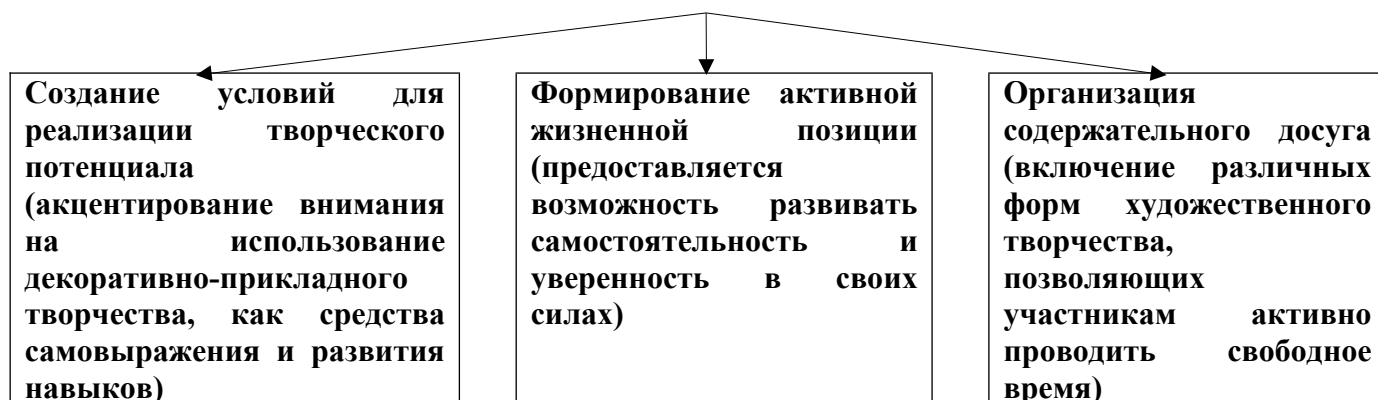 Создание условий для
реализации творческого
потенциала
(акцентирование внимания
на использование
декоративно-прикладного
творчества, как средства
самовыражения и развития
навыков)
Формирование активной
жизненной позиции
(предоставляется
возможность развивать
самостоятельность и
уверенность в своих
силах)
Организация
содержательного досуга
(включение различных
форм художественного
творчества,
позволяющих
участникам активно
проводить свободное
время)